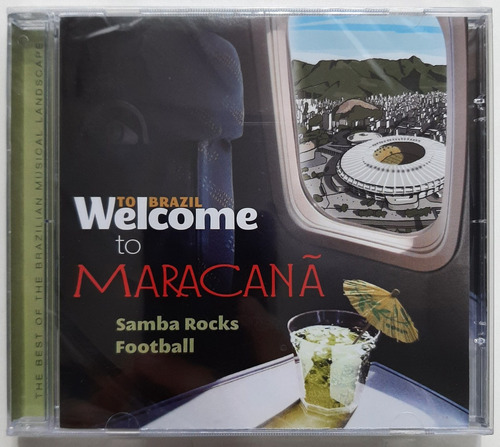 THE BEST OF THE BRAZILIAN MUSICAL LANDSCAPE
TO BRAZIL
Welcome
to
MARACANÃ
Samba Rocks
Football